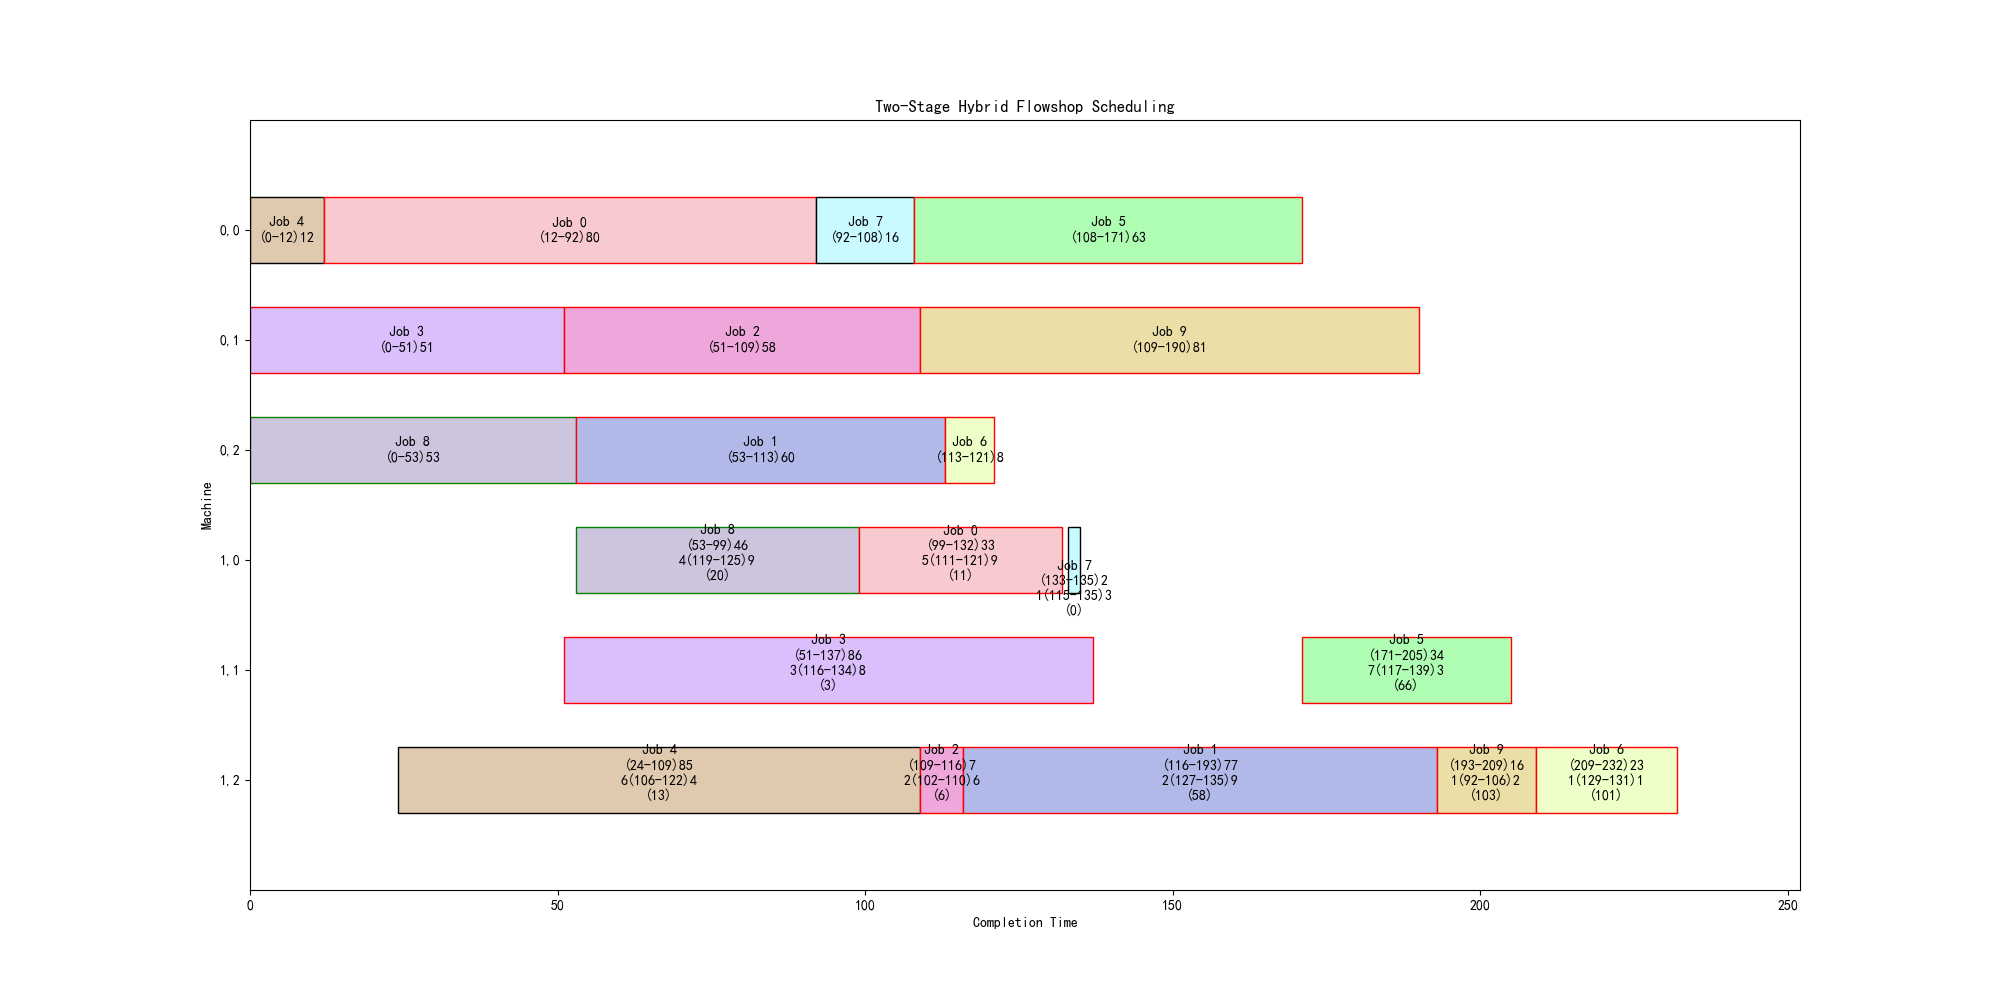 Two-Stage Hybrid Flowshop Scheduling
Machine
0,0
Job 4
(0-12)12
Job 0
(12-92)80
Job 7
(92-108)16
Job 5
(108-171)63
0,1
Job 3
(0-51)51
Job 2
(51-109)58
Job 9
(109-190)81
0,2
Job 8
(0-53)53
Job 1
(53-113)60
Job 6
(113-121)8
1,0
Job 8
(53-99)46
4(119-125)9
(20)
Job 0
(99-132)33
5(111-121)9
(11)
Job 7
(133-135)2
1(115-135)3
(0)
1,1
Job 3
(51-137)86
3(116-134)8
(3)
Job 5
(171-205)34
7(117-139)3
(66)
1,2
Job 4
(24-109)85
6(106-122)4
(13)
Job 2
(109-116)7
2(102-110)6
(6)
Job 1
(116-193)77
2(127-135)9
(58)
Job 9
(193-209)16
1(92-106)2
(103)
Job 6
(209-232)23
1(129-131)1
(101)
0
50
100
150
200
250
Completion Time